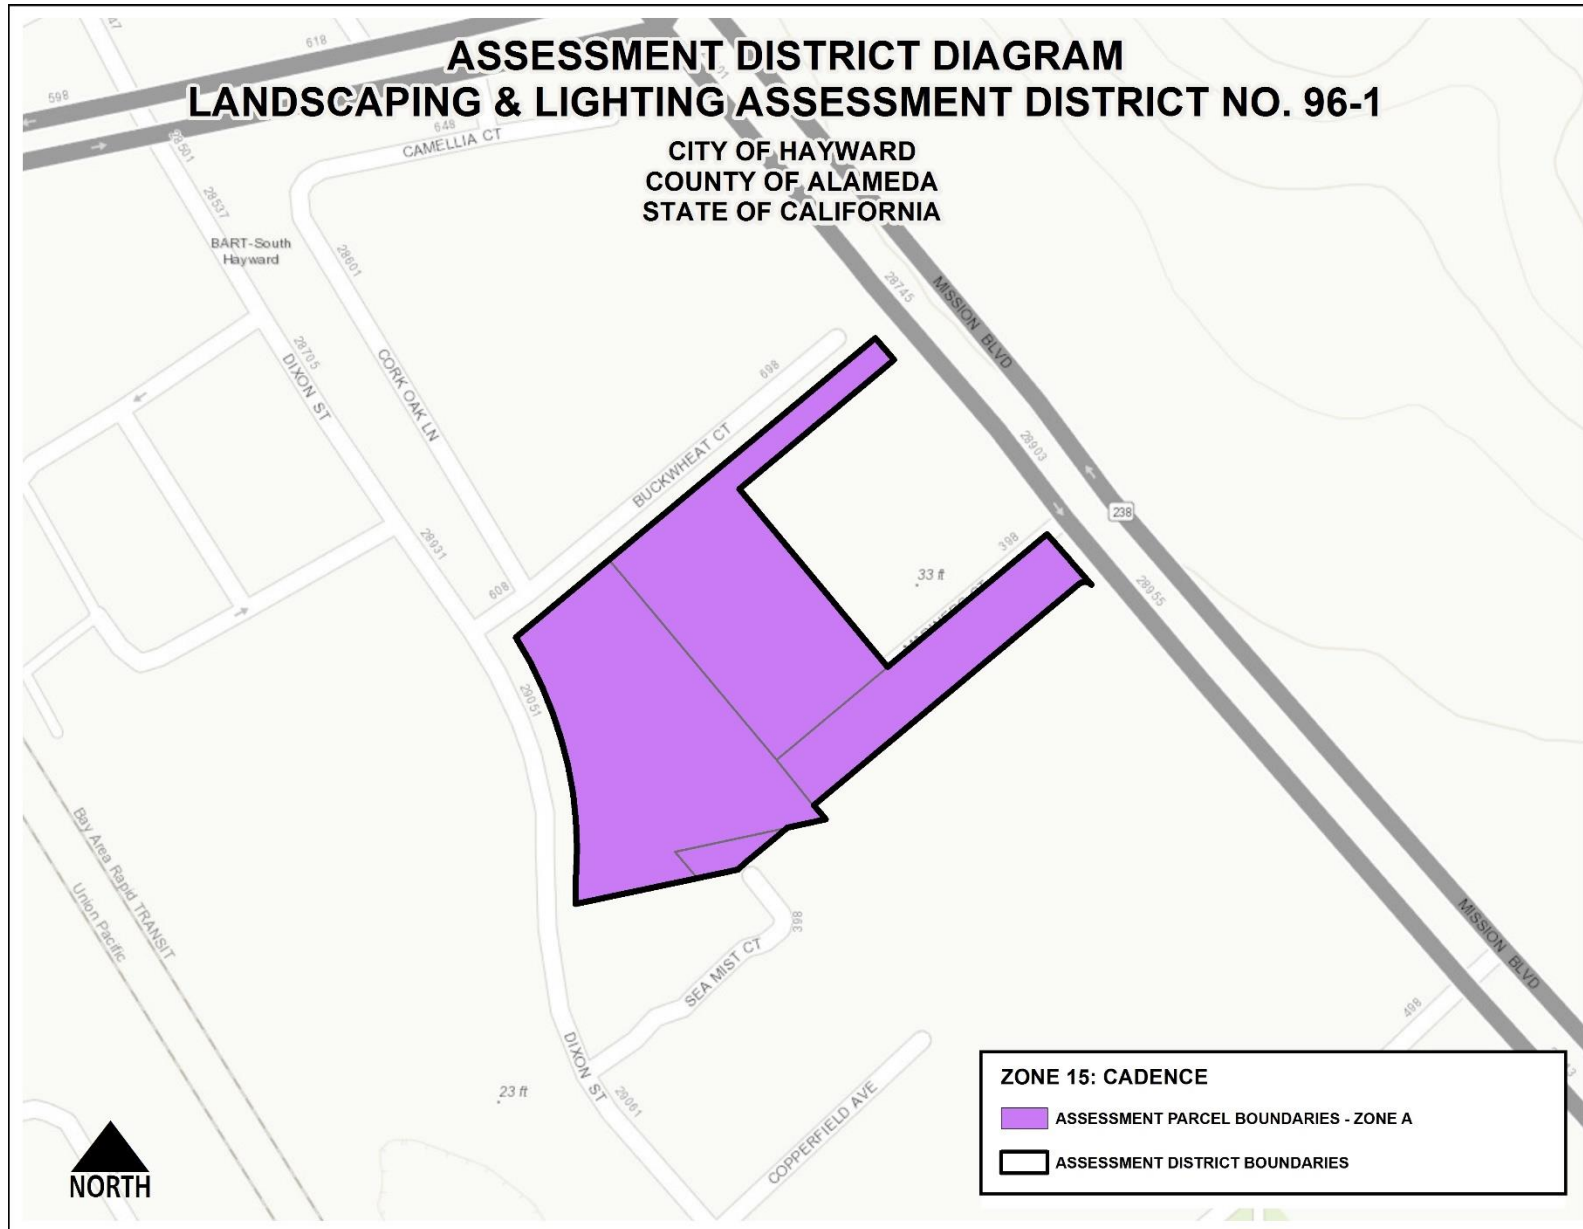 ASSESSMENT DISTRICT DIAGRAM
LANDSCAPING & LIGHTING ASSESSMENT DISTRICT NO. 96-1
CITY OF HAYWARD
COUNTY OF ALAMEDA
STATE OF CALIFORNIA
618
598
648
CAMELLIA CT
28501
28537
BART-South
Hayward
28601
28745
MISSION BLVD
28705
DIXON ST
CORK OAK LN
698
BUCKWHEAT CT
28903
238
28931
398
33 ft
608
28955
29051
Bay Area Rapid TRANSIT
Union Pacific
398
SEA MIST CT
MISSION BLVD
498
DIXON ST
23 ft
29061
COPPERFIELD AVE
ZONE 15: CADENCE
ASSESSMENT PARCEL BOUNDARIES - ZONE A
ASSESSMENT DISTRICT BOUNDARIES
NORTH